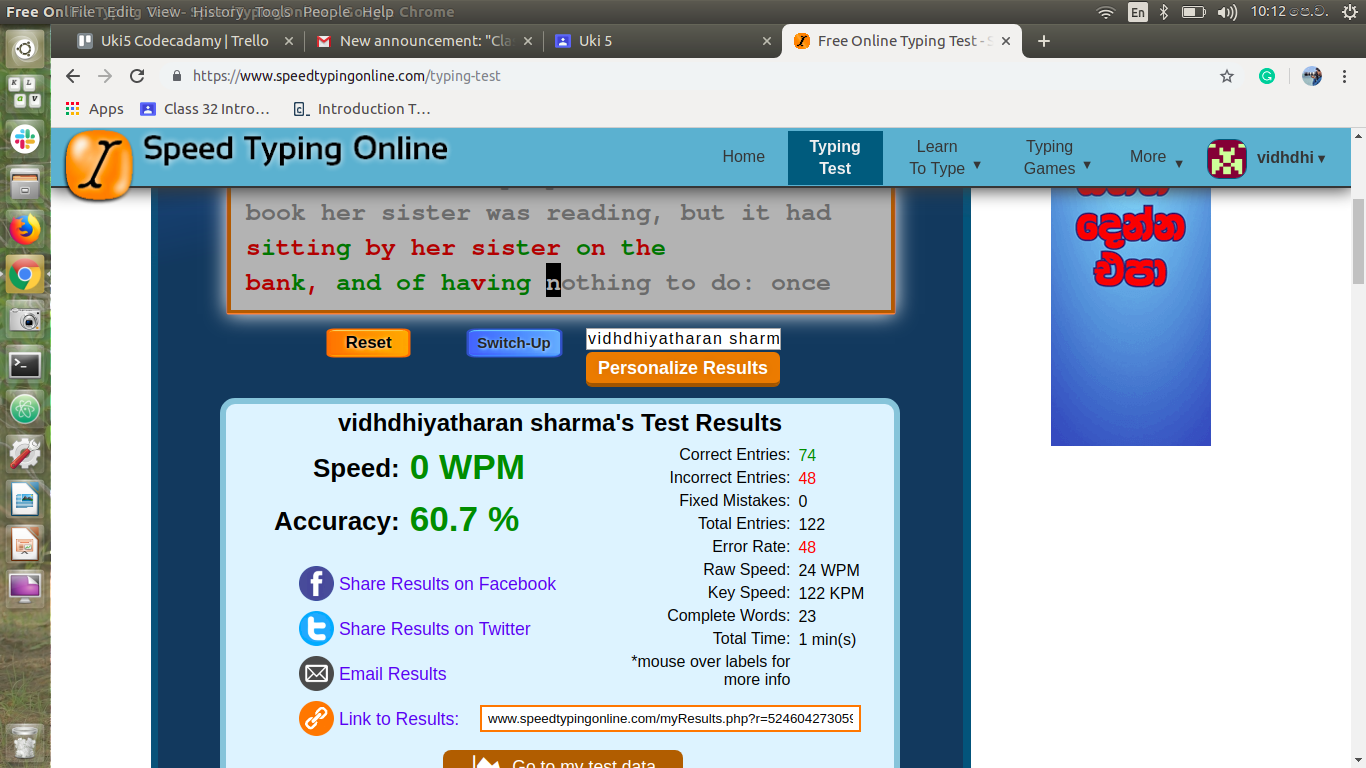 Free Online Typing Test - SpeedTypingOnline - Google Chrome
File Edit View History Tools People Help
En
10:12 පෙ.ව.
Uki5 Codecadamy | Trello
New announcement: "Cla
Uki 5
Free Online Typing Test - S
https://www.speedtypingonline.com/typing-test
Apps
Class 32 Intro…
Introduction T…
Speed Typing Online
Home
Typing Test
Learn To Type ▼
Typing Games ▼
More ▼
vidhdhi ▾
book her sister was reading, but it had
sitting by her sister on the
bank, and of having nothing to do: once
දෙන්න
එපා
Reset
Switch-Up
vidhdhiyatharan sharm
Personalize Results
vidhdhiyatharan sharma's Test Results
Speed: 0 WPM
Accuracy: 60.7 %
Share Results on Facebook
Share Results on Twitter
Email Results
Link to Results: www.speedtypingonline.com/myResults.php?r=524604273059
Correct Entries: 74
Incorrect Entries: 48
Fixed Mistakes: 0
Total Entries: 122
Error Rate: 48
Raw Speed: 24 WPM
Key Speed: 122 KPM
Complete Words: 23
Total Time: 1 min(s)
*mouse over labels for
more info
Go to my test data